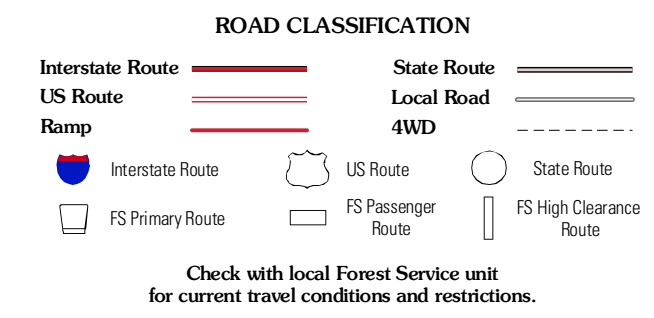 ROAD CLASSIFICATION
Interstate Route
State Route
US Route
Local Road
Ramp
4WD
Interstate Route
US Route
State Route
FS Primary Route
FS Passenger
Route
FS High Clearance
Route
Check with local Forest Service unit
for current travel conditions and restrictions.